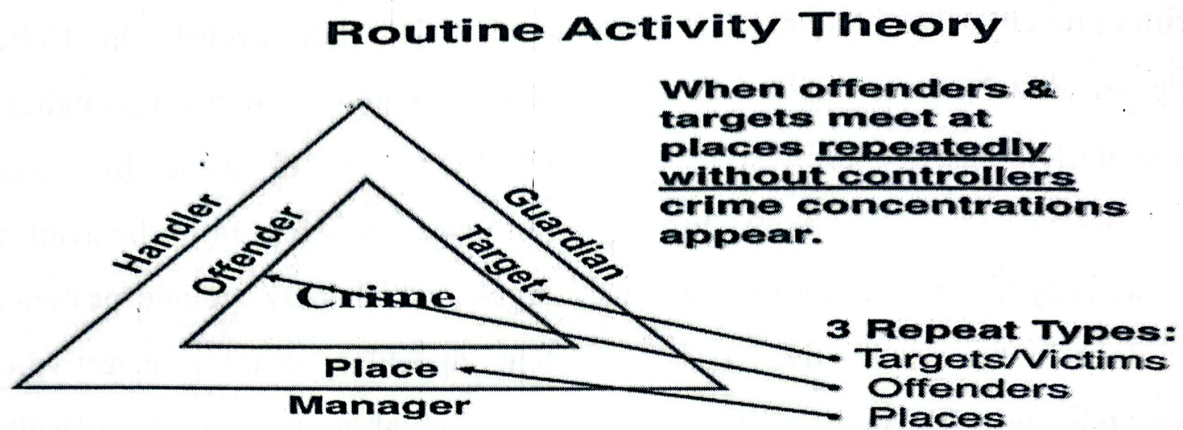 Routine Activity Theory
When offenders &
targets meet at
places repeatedly
without controllers
crime concentrations
appear.
Handler
Offender
Target
Guardian
Crime
Place
Manager
3 Repeat Types:
Targets/Victims
Offenders
Places